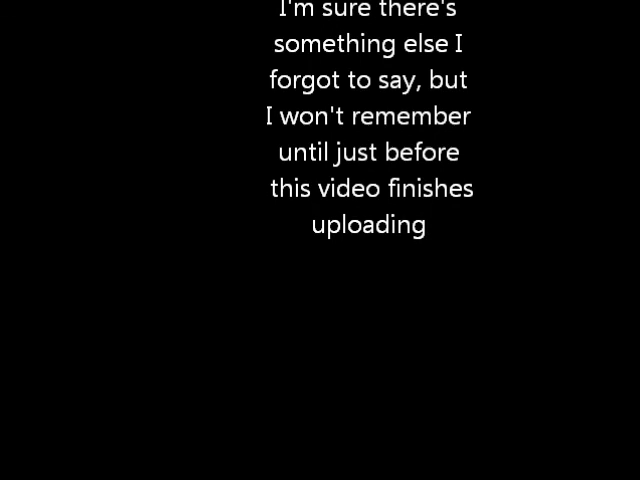 I'm sure there's
something else I
forgot to say, but
I won't remember
until just before
this video finishes
uploading